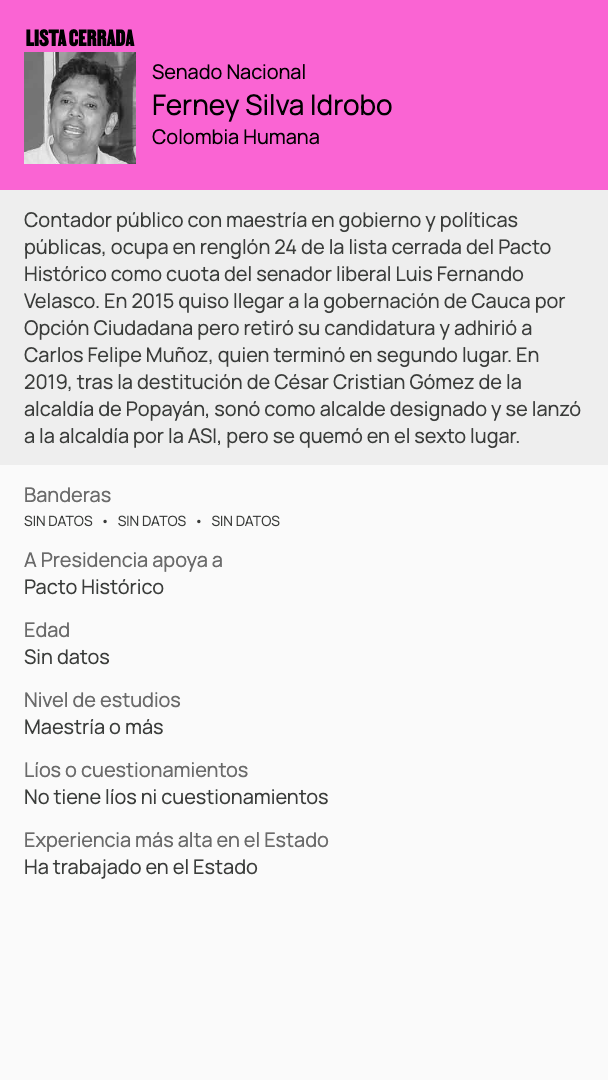 LISTA CERRADA
Senado Nacional
Ferney Silva Idrobo
Colombia Humana
Contador público con maestría en gobierno y políticas
públicas, ocupa en renglón 24 de la lista cerrada del Pacto
Histórico como cuota del senador liberal Luis Fernando
Velasco. En 2015 quiso llegar a la gobernación de Cauca por
Opción Ciudadana pero retiró su candidatura y adhirió a
Carlos Felipe Muñoz, quien terminó en segundo lugar. En
2019, tras la destitución de César Cristian Gómez de la
alcaldía de Popayán, sonó como alcalde designado y se lanzó
a la alcaldía por la ASI, pero se quemó en el sexto lugar.
Banderas
SIN DATOS • SIN DATOS • SIN DATOS
A Presidencia apoya a
Pacto Histórico
Edad
Sin datos
Nivel de estudios
Maestría o más
Líos o cuestionamientos
No tiene líos ni cuestionamientos
Experiencia más alta en el Estado
Ha trabajado en el Estado